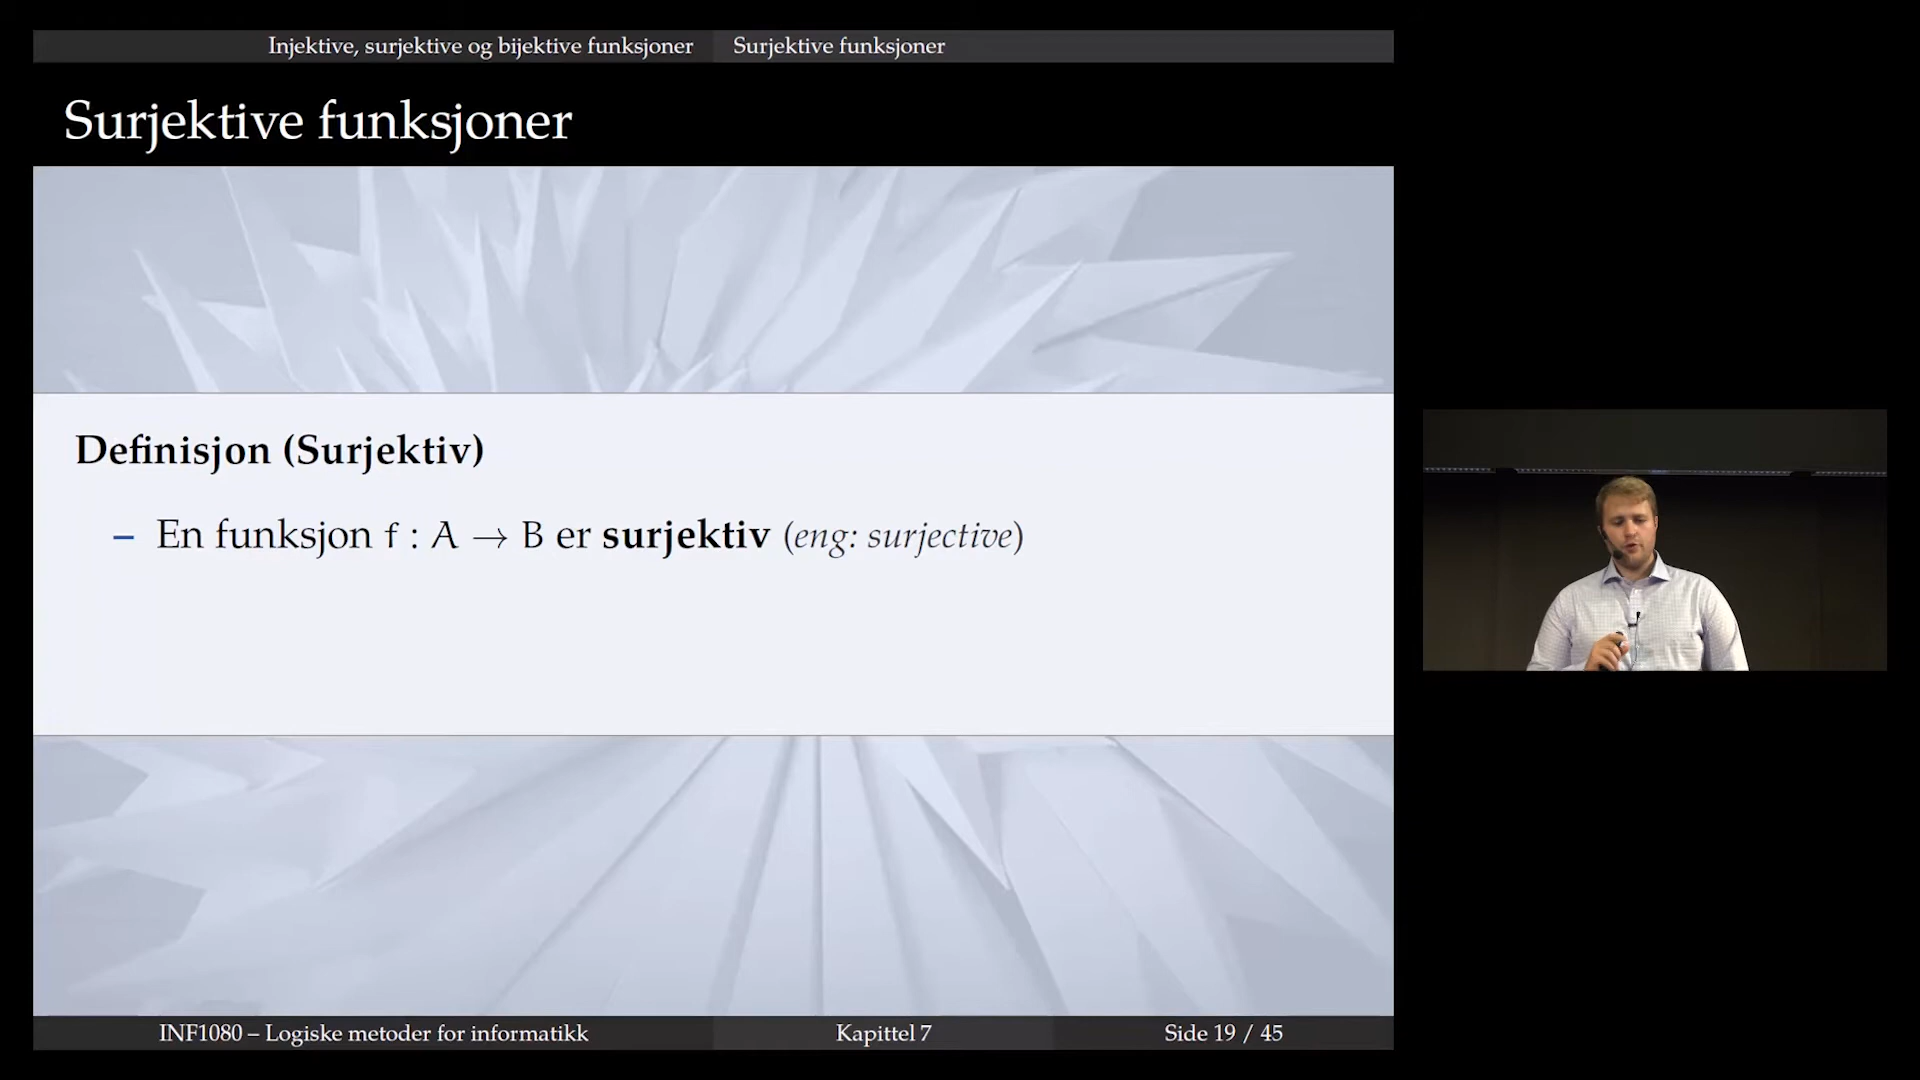 Injektive, surjektive og bijektive funksjoner Surjektive funksjoner
Surjektive funksjoner
Definisjon (Surjektiv)
– En funksjon f : A → B er surjektiv (eng: surjective)
INF1080 – Logiske metoder for informatikk Kapittel 7 Side 19 / 45